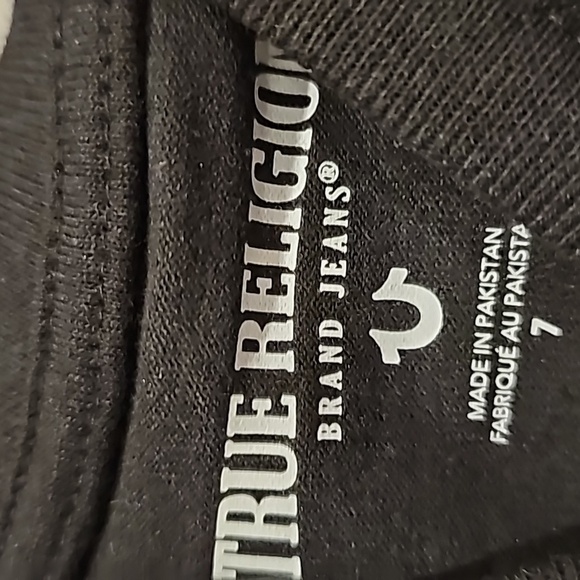 TRUE RELIGION
BRAND JEANS®
MADE IN PAKISTAN
FABRIQUÉ AU PAKISTA
7